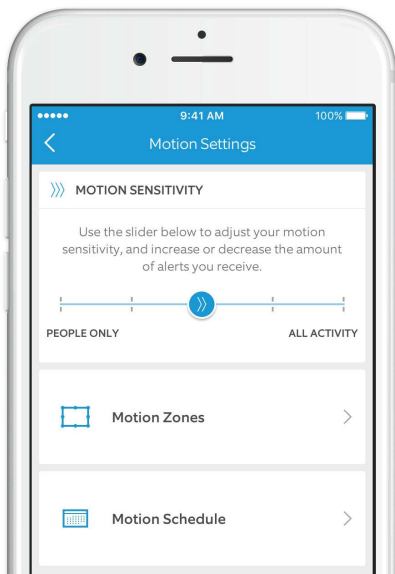 9:41 AM 100%
Motion Settings
MOTION SENSITIVITY
Use the slider below to adjust your motion
sensitivity, and increase or decrease the amount
of alerts you receive.
PEOPLE ONLY ALL ACTIVITY
Motion Zones
Motion Schedule